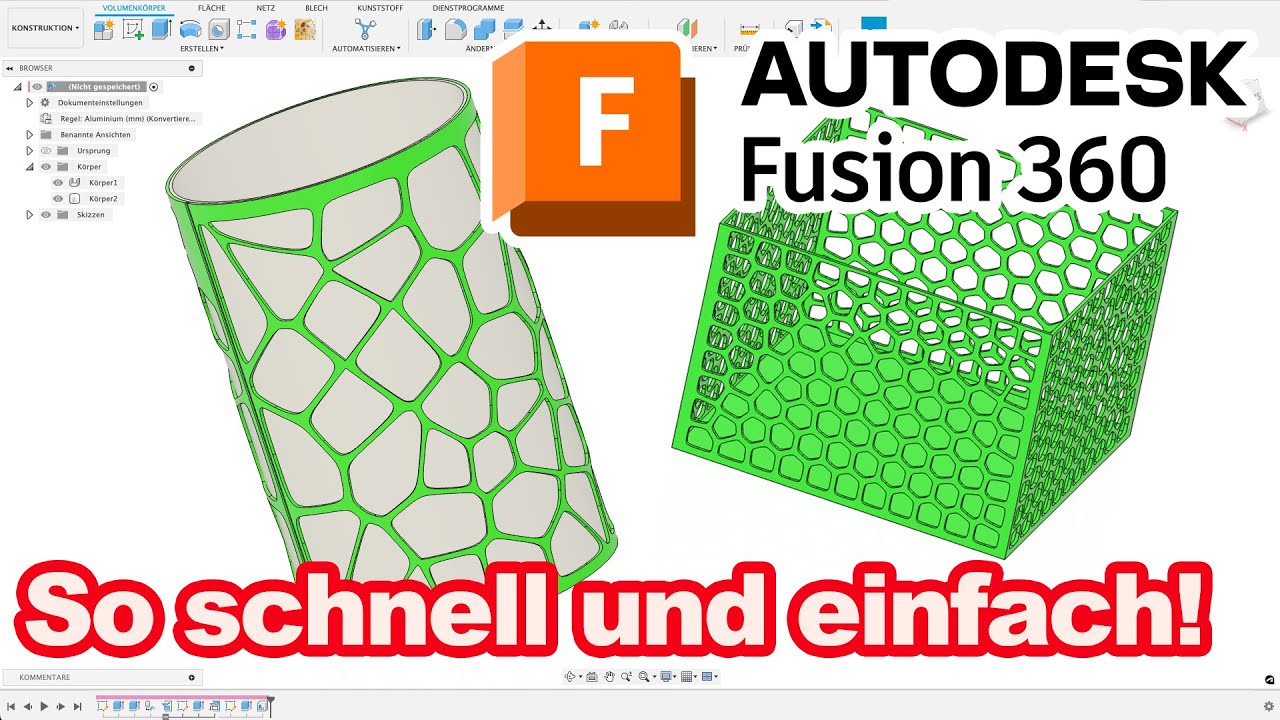 VOLUMENKÖRPER
FLÄCHE
NETZ
BLECH
KUNSTSTOFF
DIENSTPROGRAMME
KONSTRUKTION
ERSTELLEN
AUTOMATISIEREN
BROWSER
(Nicht gespeichert)
Dokumenteinstellungen
Regel: Aluminium (mm) (Konvertiere...
Benannte Ansichten
Ursprung
Körper
Körper1
Körper2
Skizzen
F
AUTODESK
Fusion 360
So schnell und einfach!
KOMMENTARE